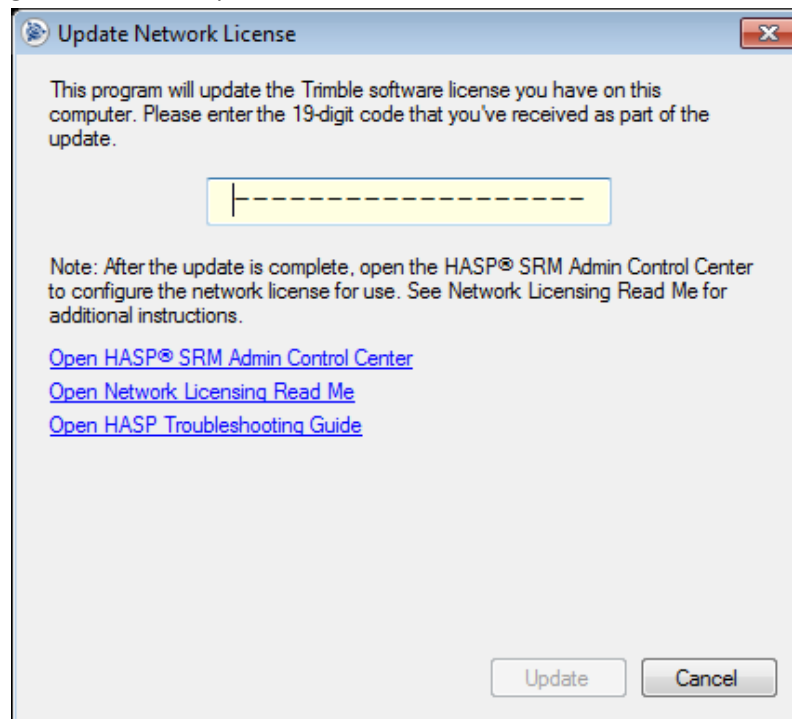 Update Network License
This program will update the Trimble software license you have on this
computer. Please enter the 19-digit code that you've received as part of the
update.
-------------------
Note: After the update is complete, open the HASP® SRM Admin Control Center
to configure the network license for use. See Network Licensing Read Me for
additional instructions.
Open HASP® SRM Admin Control Center
Open Network Licensing Read Me
Open HASP Troubleshooting Guide
Update Cancel